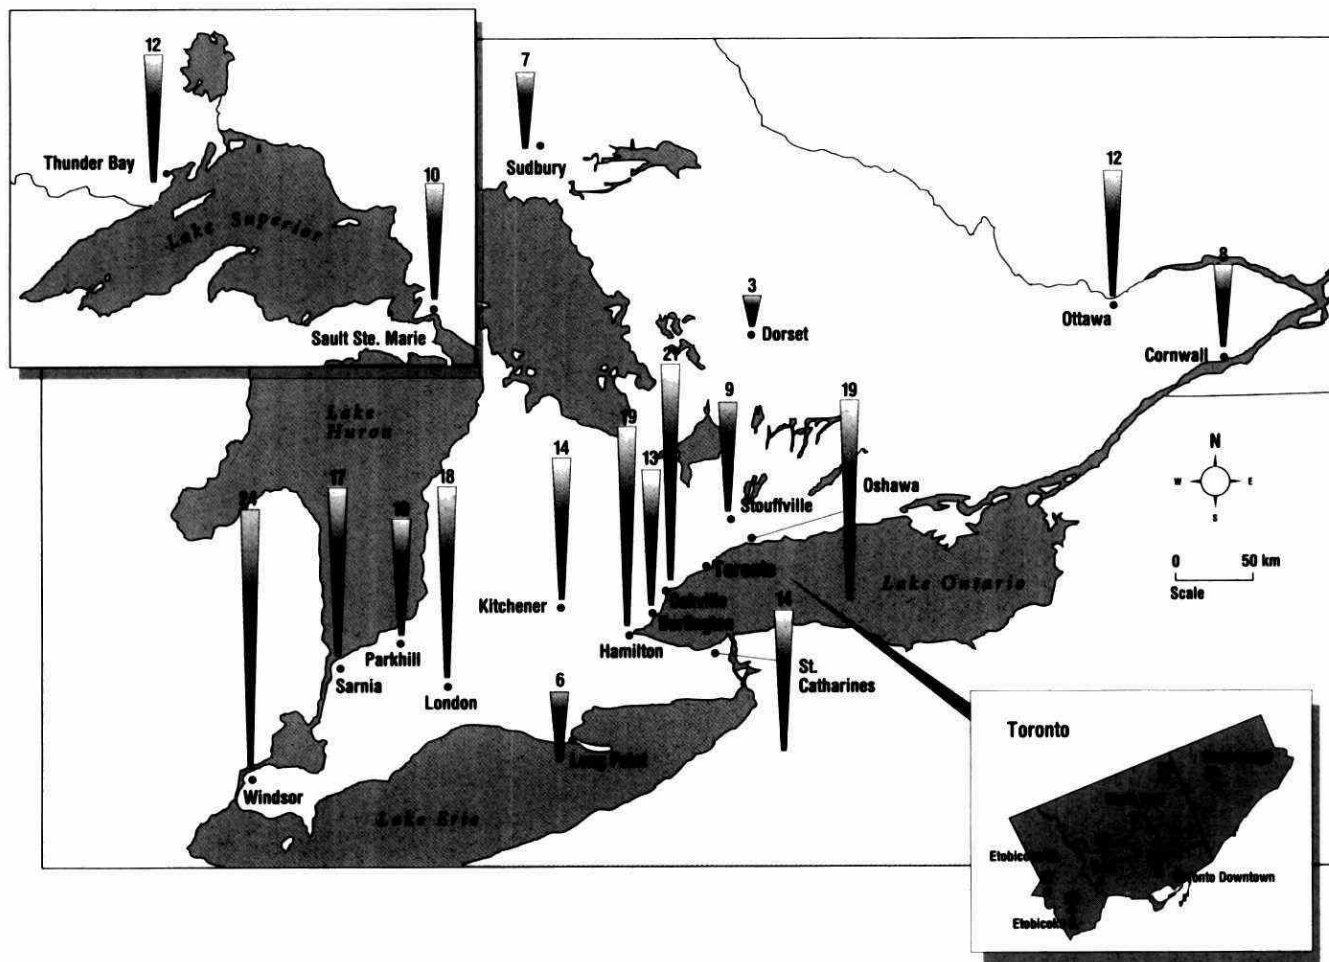 12
Thunder Bay
Lake Superior
10
Sault Ste. Marie
7
Sudbury
3
Dorset
12
Ottawa
8
Cornwall
Lake
Huron
24
17
18
14
19
13
21
9
19
Stouffville
Oshawa
Toronto
Oakville
Burlington
Lake Ontario
Kitchener
Hamilton
Parkhill
Sarnia
London
6
Long Point
14
St.
Catharines
Windsor
Lake Erie
N
W
E
S
0
50 km
Scale
Toronto
Toronto Downtown